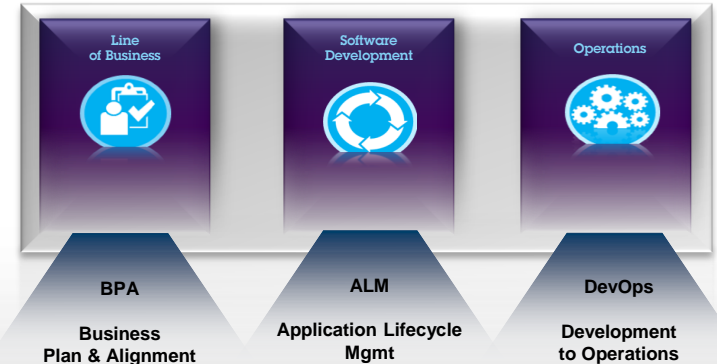 Line
of Business
Software
Development
Operations
BPA
Business
Plan & Alignment
ALM
Application Lifecycle
Mgmt
DevOps
Development
to Operations